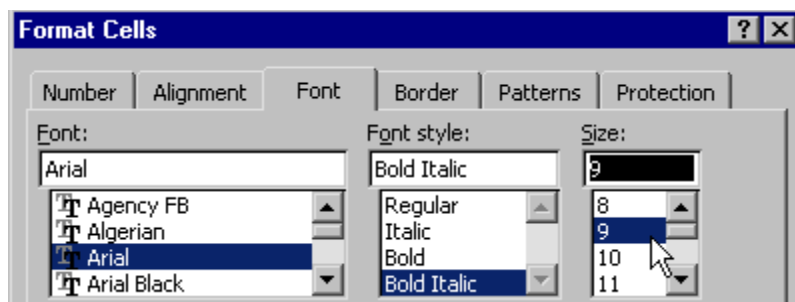 Format Cells ? X
Number Alignment Font Border Patterns Protection
Font: Font style: Size:
Arial Bold Italic 9
Agency FB Regular 8
Algerian Italic 9
Arial Bold 10
Arial Black Bold Italic 11